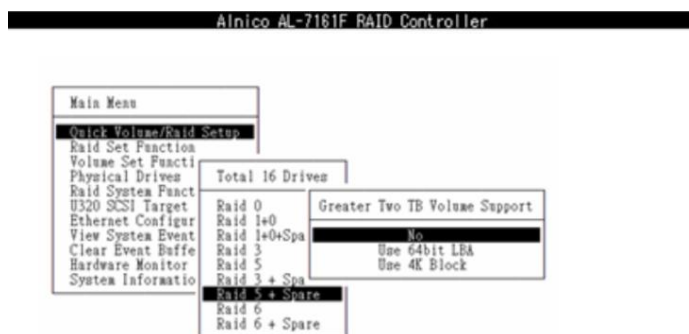 Alnico AL-7161F RAID Controller
Main Menu
Quick Volume/Raid Setup
Raid Set Function
Volume Set Functi
Physical Drives
Raid System Funct
U320 SCSI Target
Ethernet Configur
View System Event
Clear Event Buffe
Hardware Monitor
System Informatio
Total 16 Drives
Raid 0
Raid 1+0
Raid 1+0+Spa
Raid 3
Raid 5
Raid 3 + Spa
Raid 5 + Spare
Raid 6
Raid 6 + Spare
Greater Two TB Volume Support
No
Use 64bit LBA
Use 4K Block